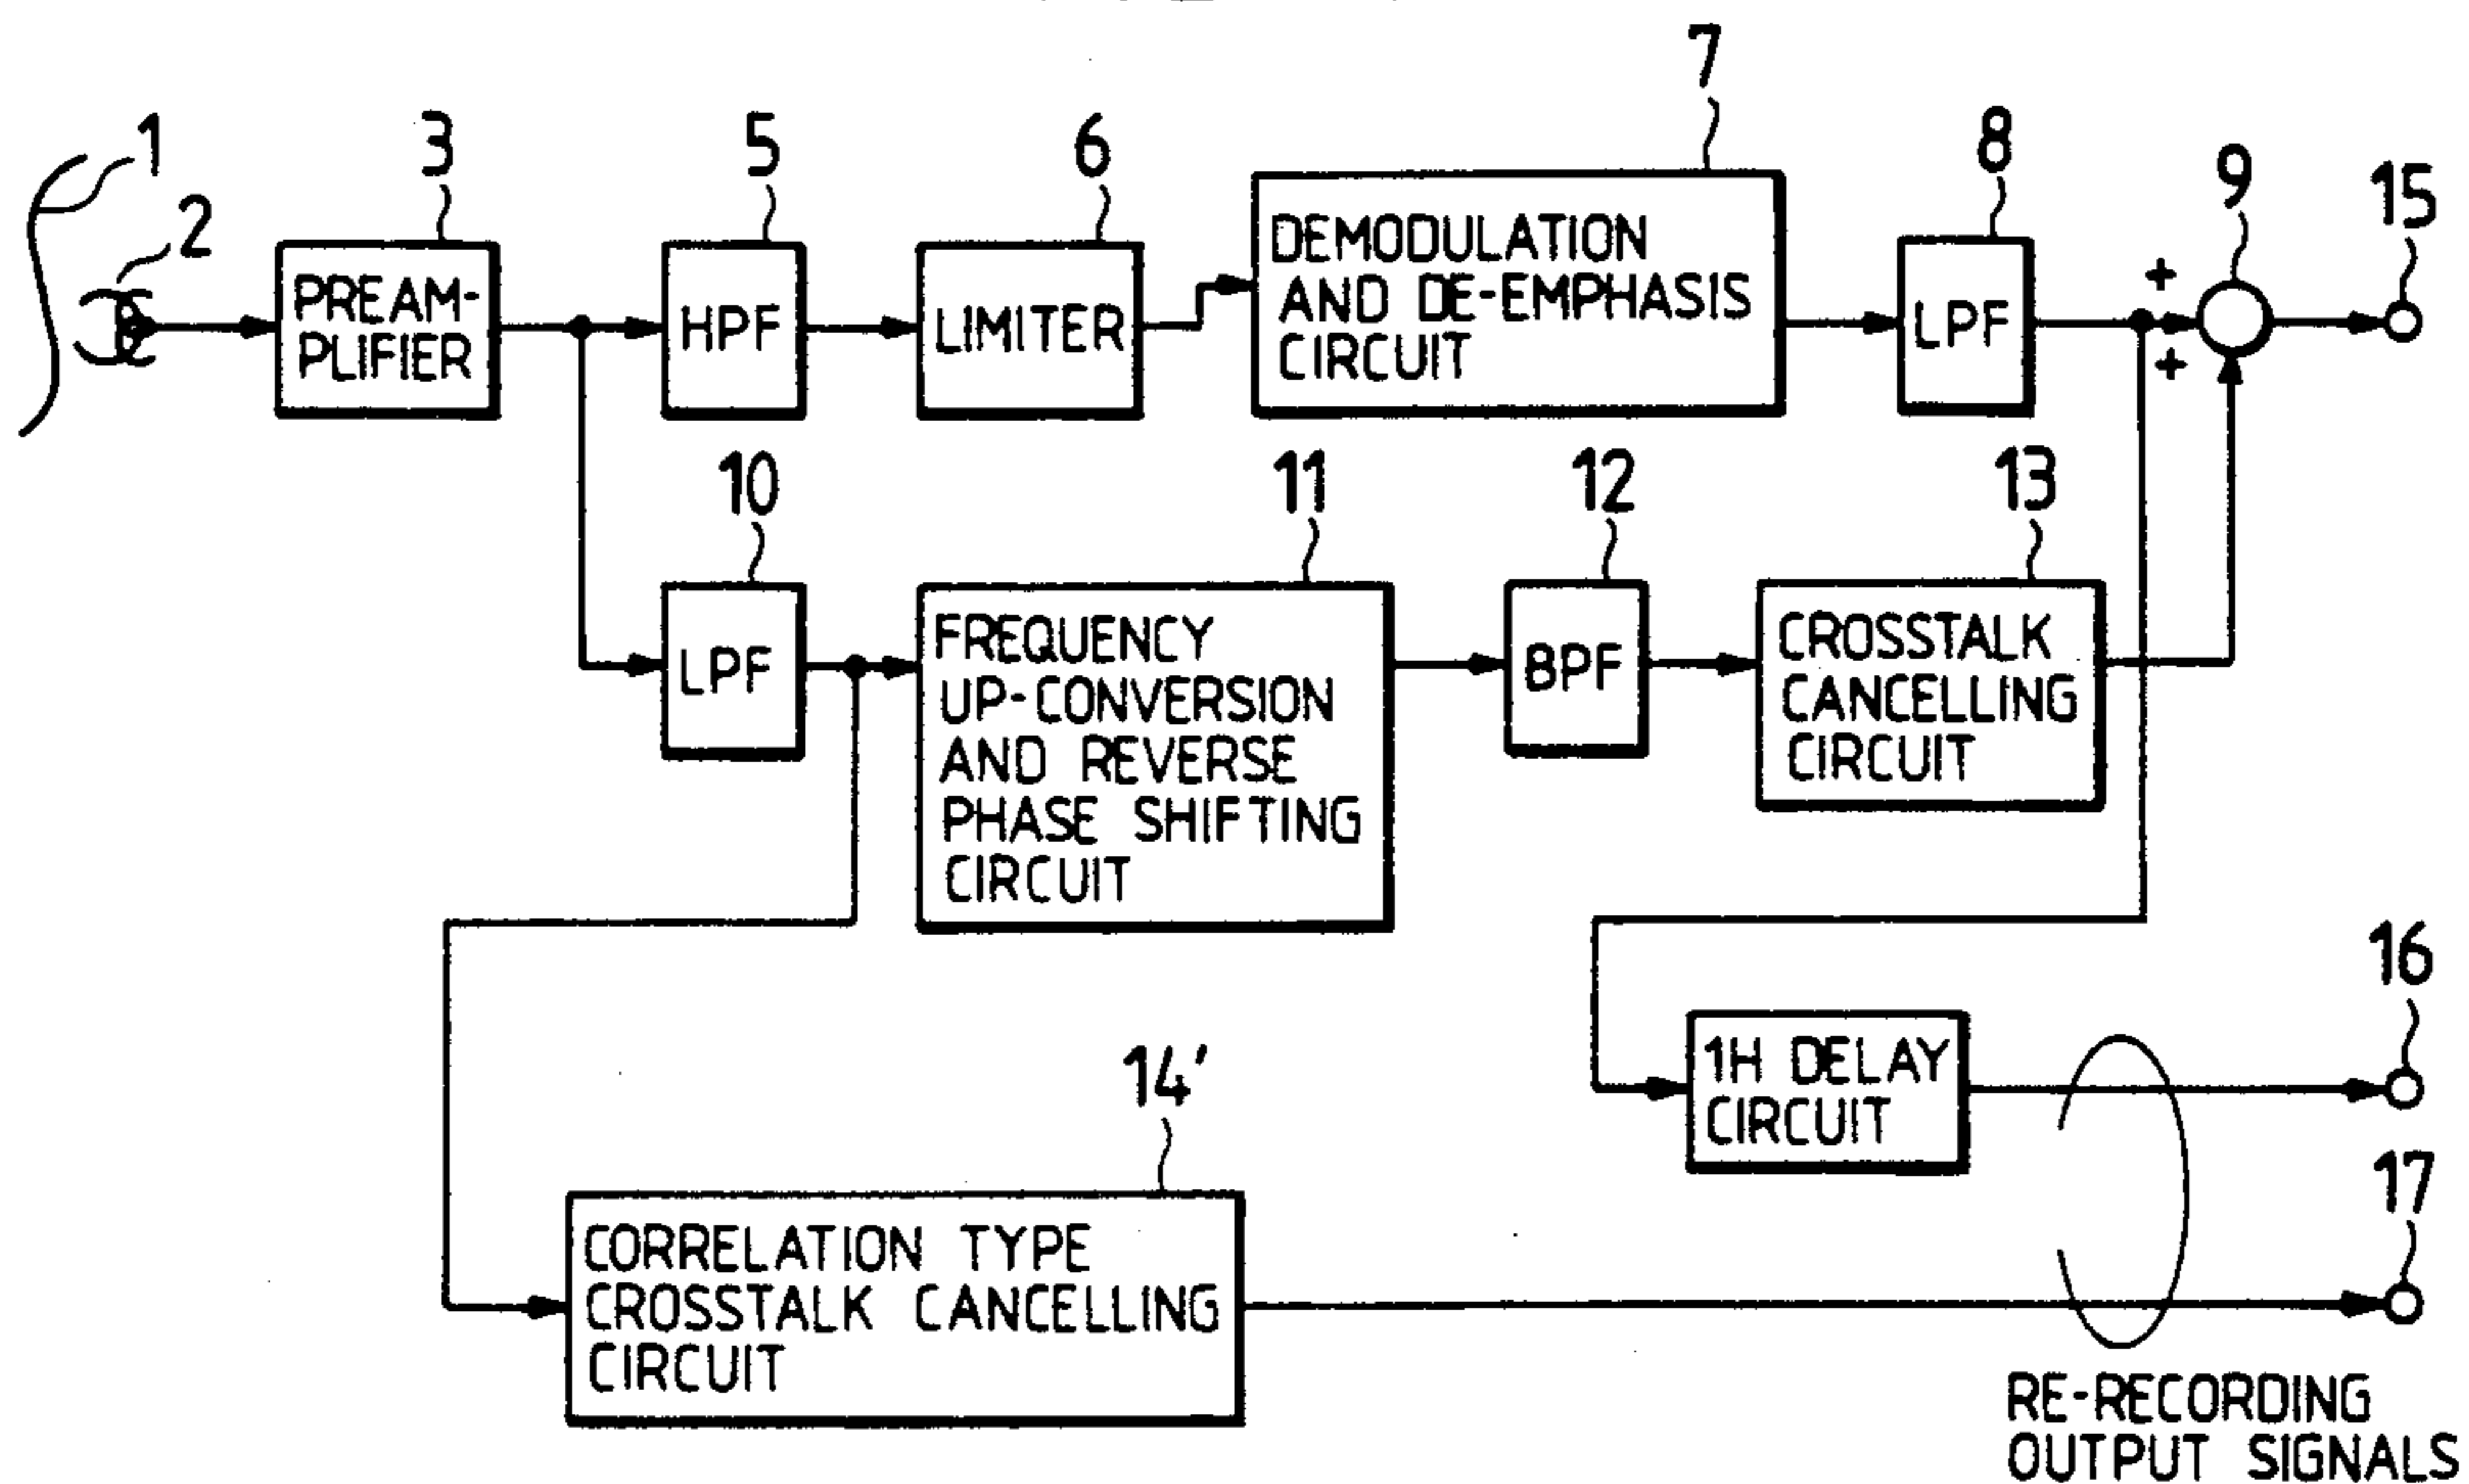 1
2
3
5
6
7
8
9
15
PREAM-
PLIFIER
HPF
LIMITER
DEMODULATION
AND DE-EMPHASIS
CIRCUIT
LPF
+
+
10
11
12
13
LPF
FREQUENCY
UP-CONVERSION
AND REVERSE
PHASE SHIFTING
CIRCUIT
BPF
CROSSTALK
CANCELLING
CIRCUIT
16
1H DELAY
CIRCUIT
14'
17
CORRELATION TYPE
CROSSTALK CANCELLING
CIRCUIT
RE-RECORDING
OUTPUT SIGNALS